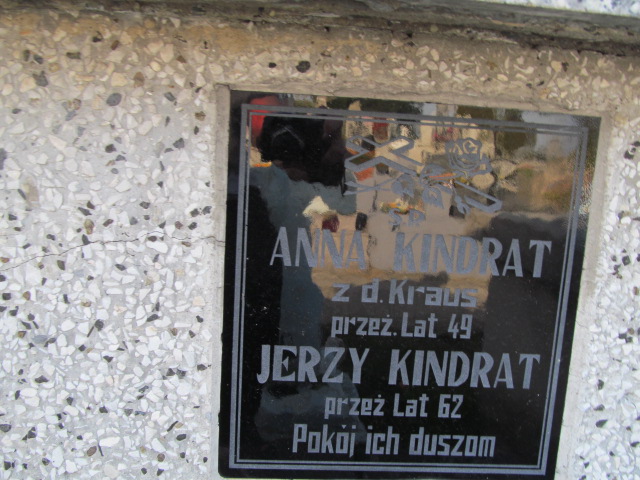 ANNA KINDRAT
z d. Kraus
przeż. Lat 49
JERZY KINDRAT
przeż Lat 62
Pokój ich duszom